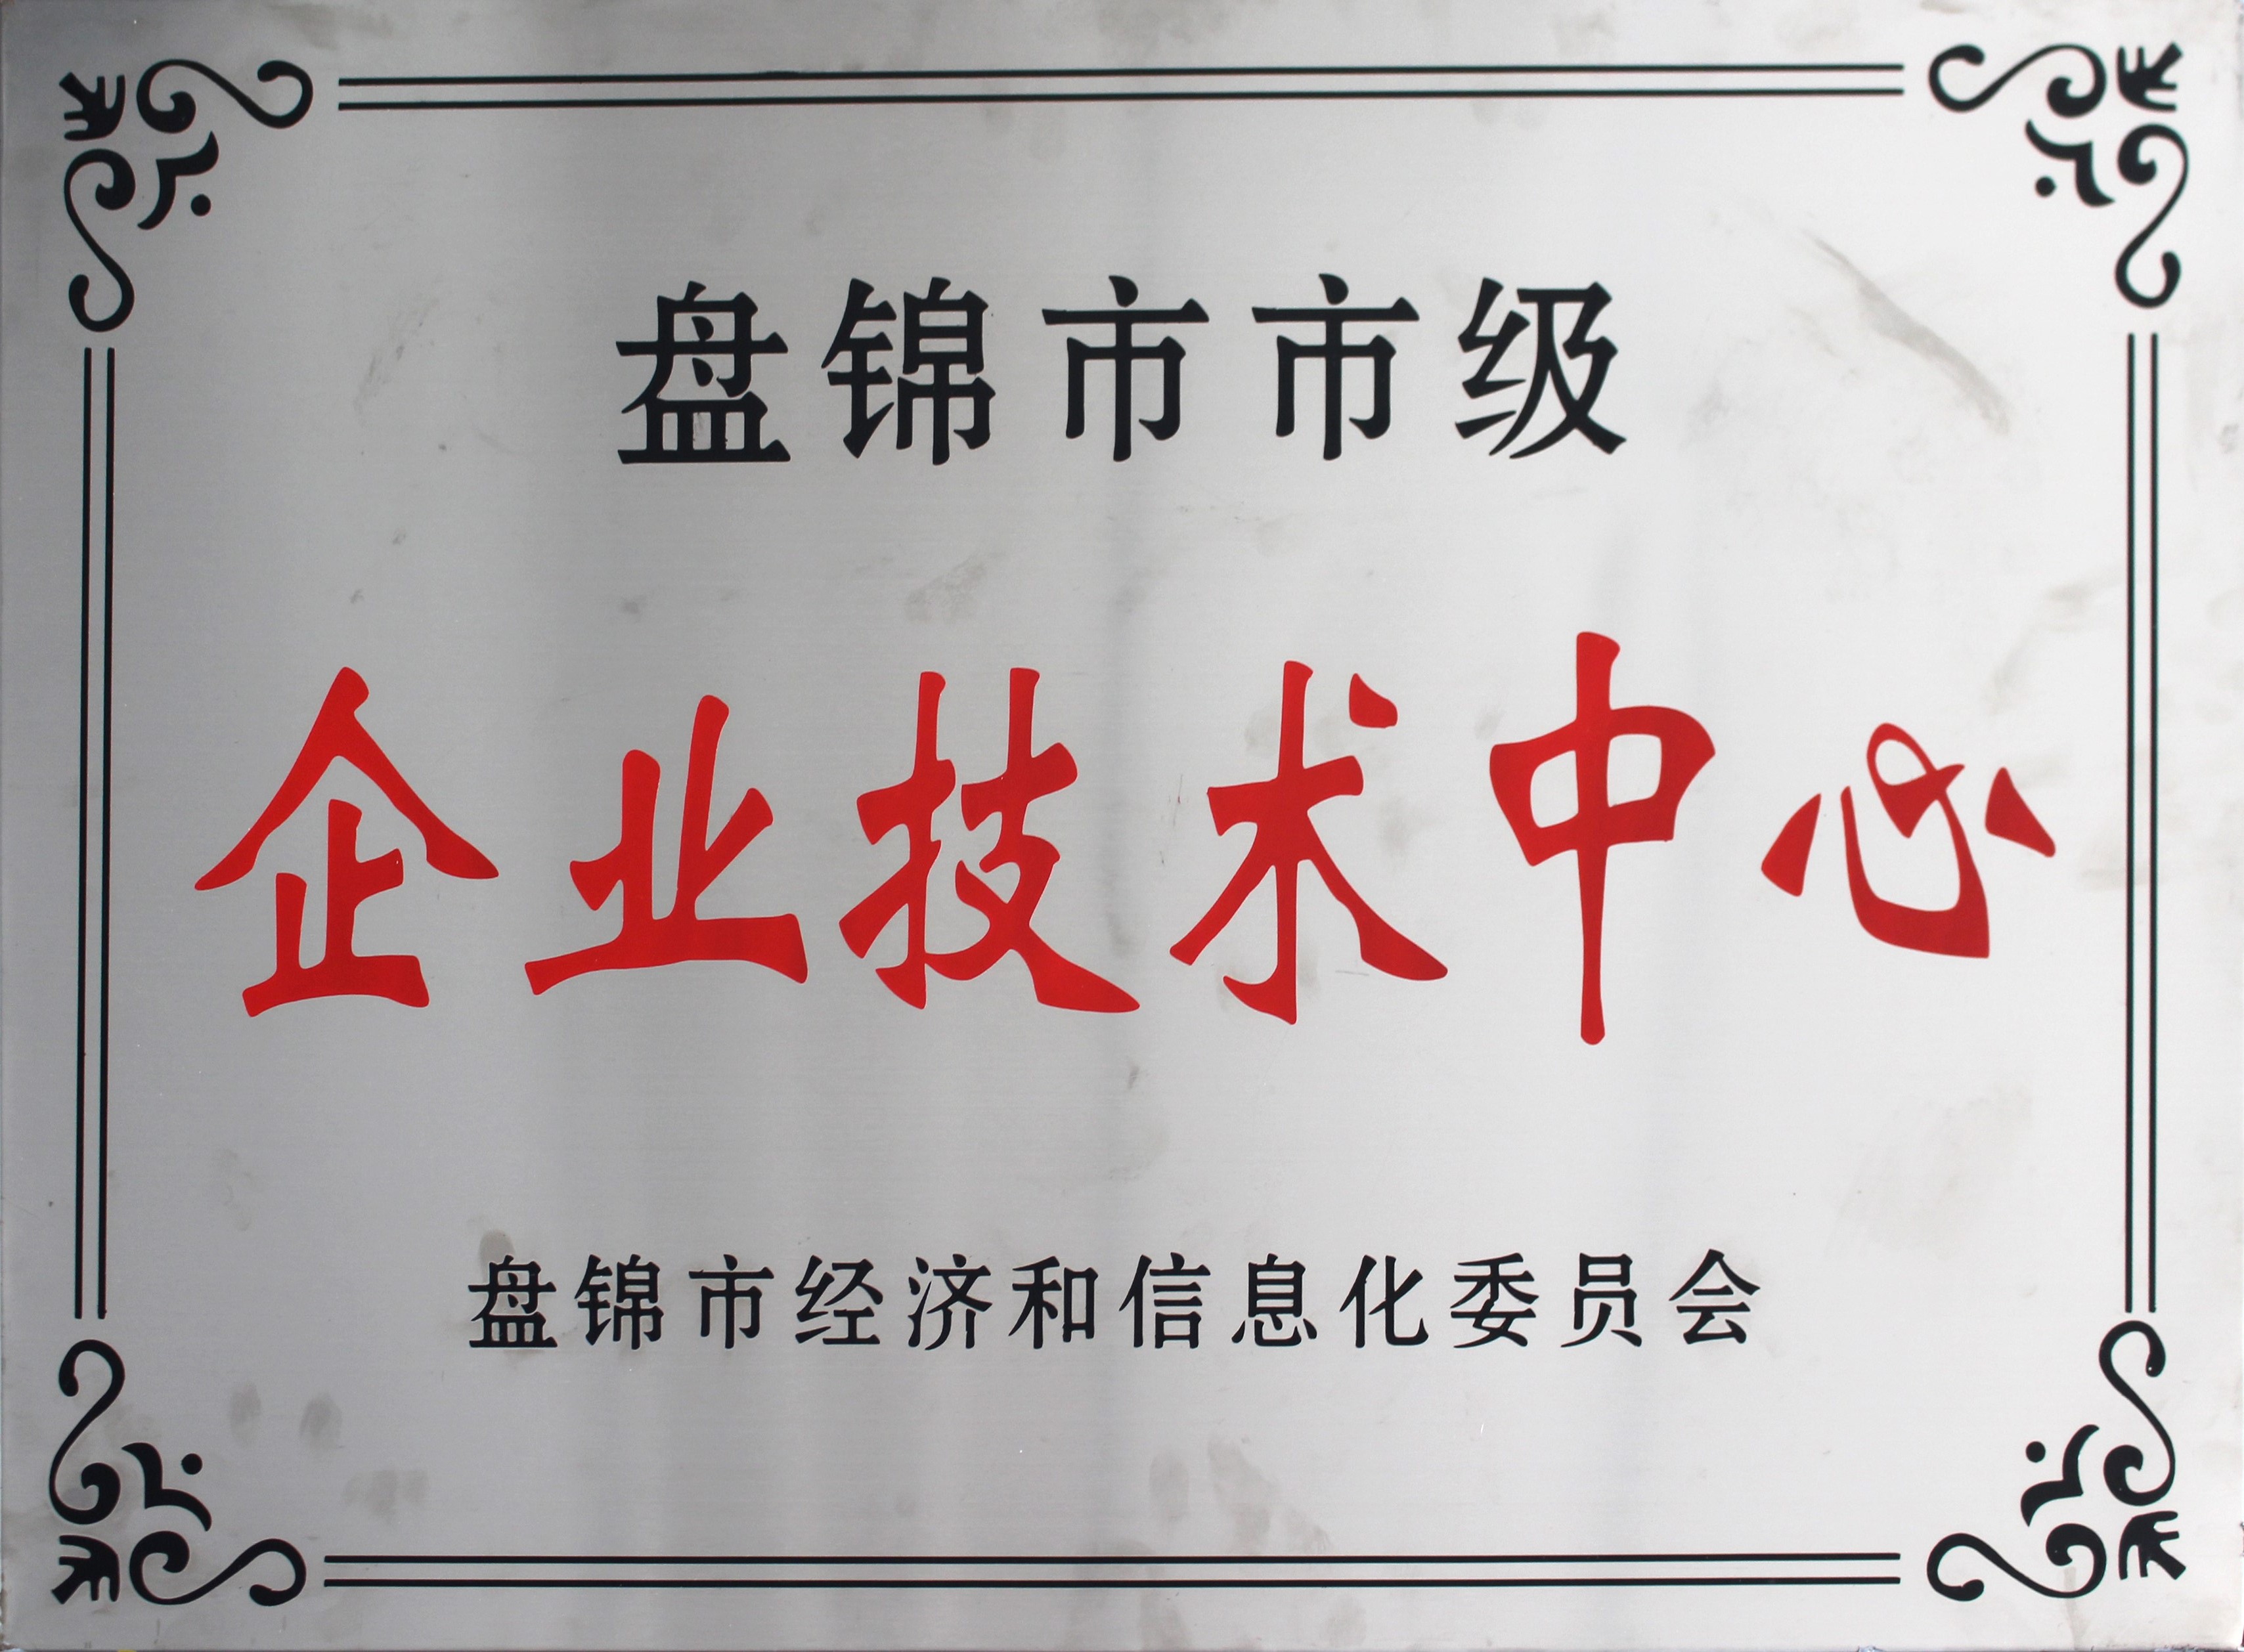 盘锦市市级
企业技术中心
盘锦市经济和信息化委员会